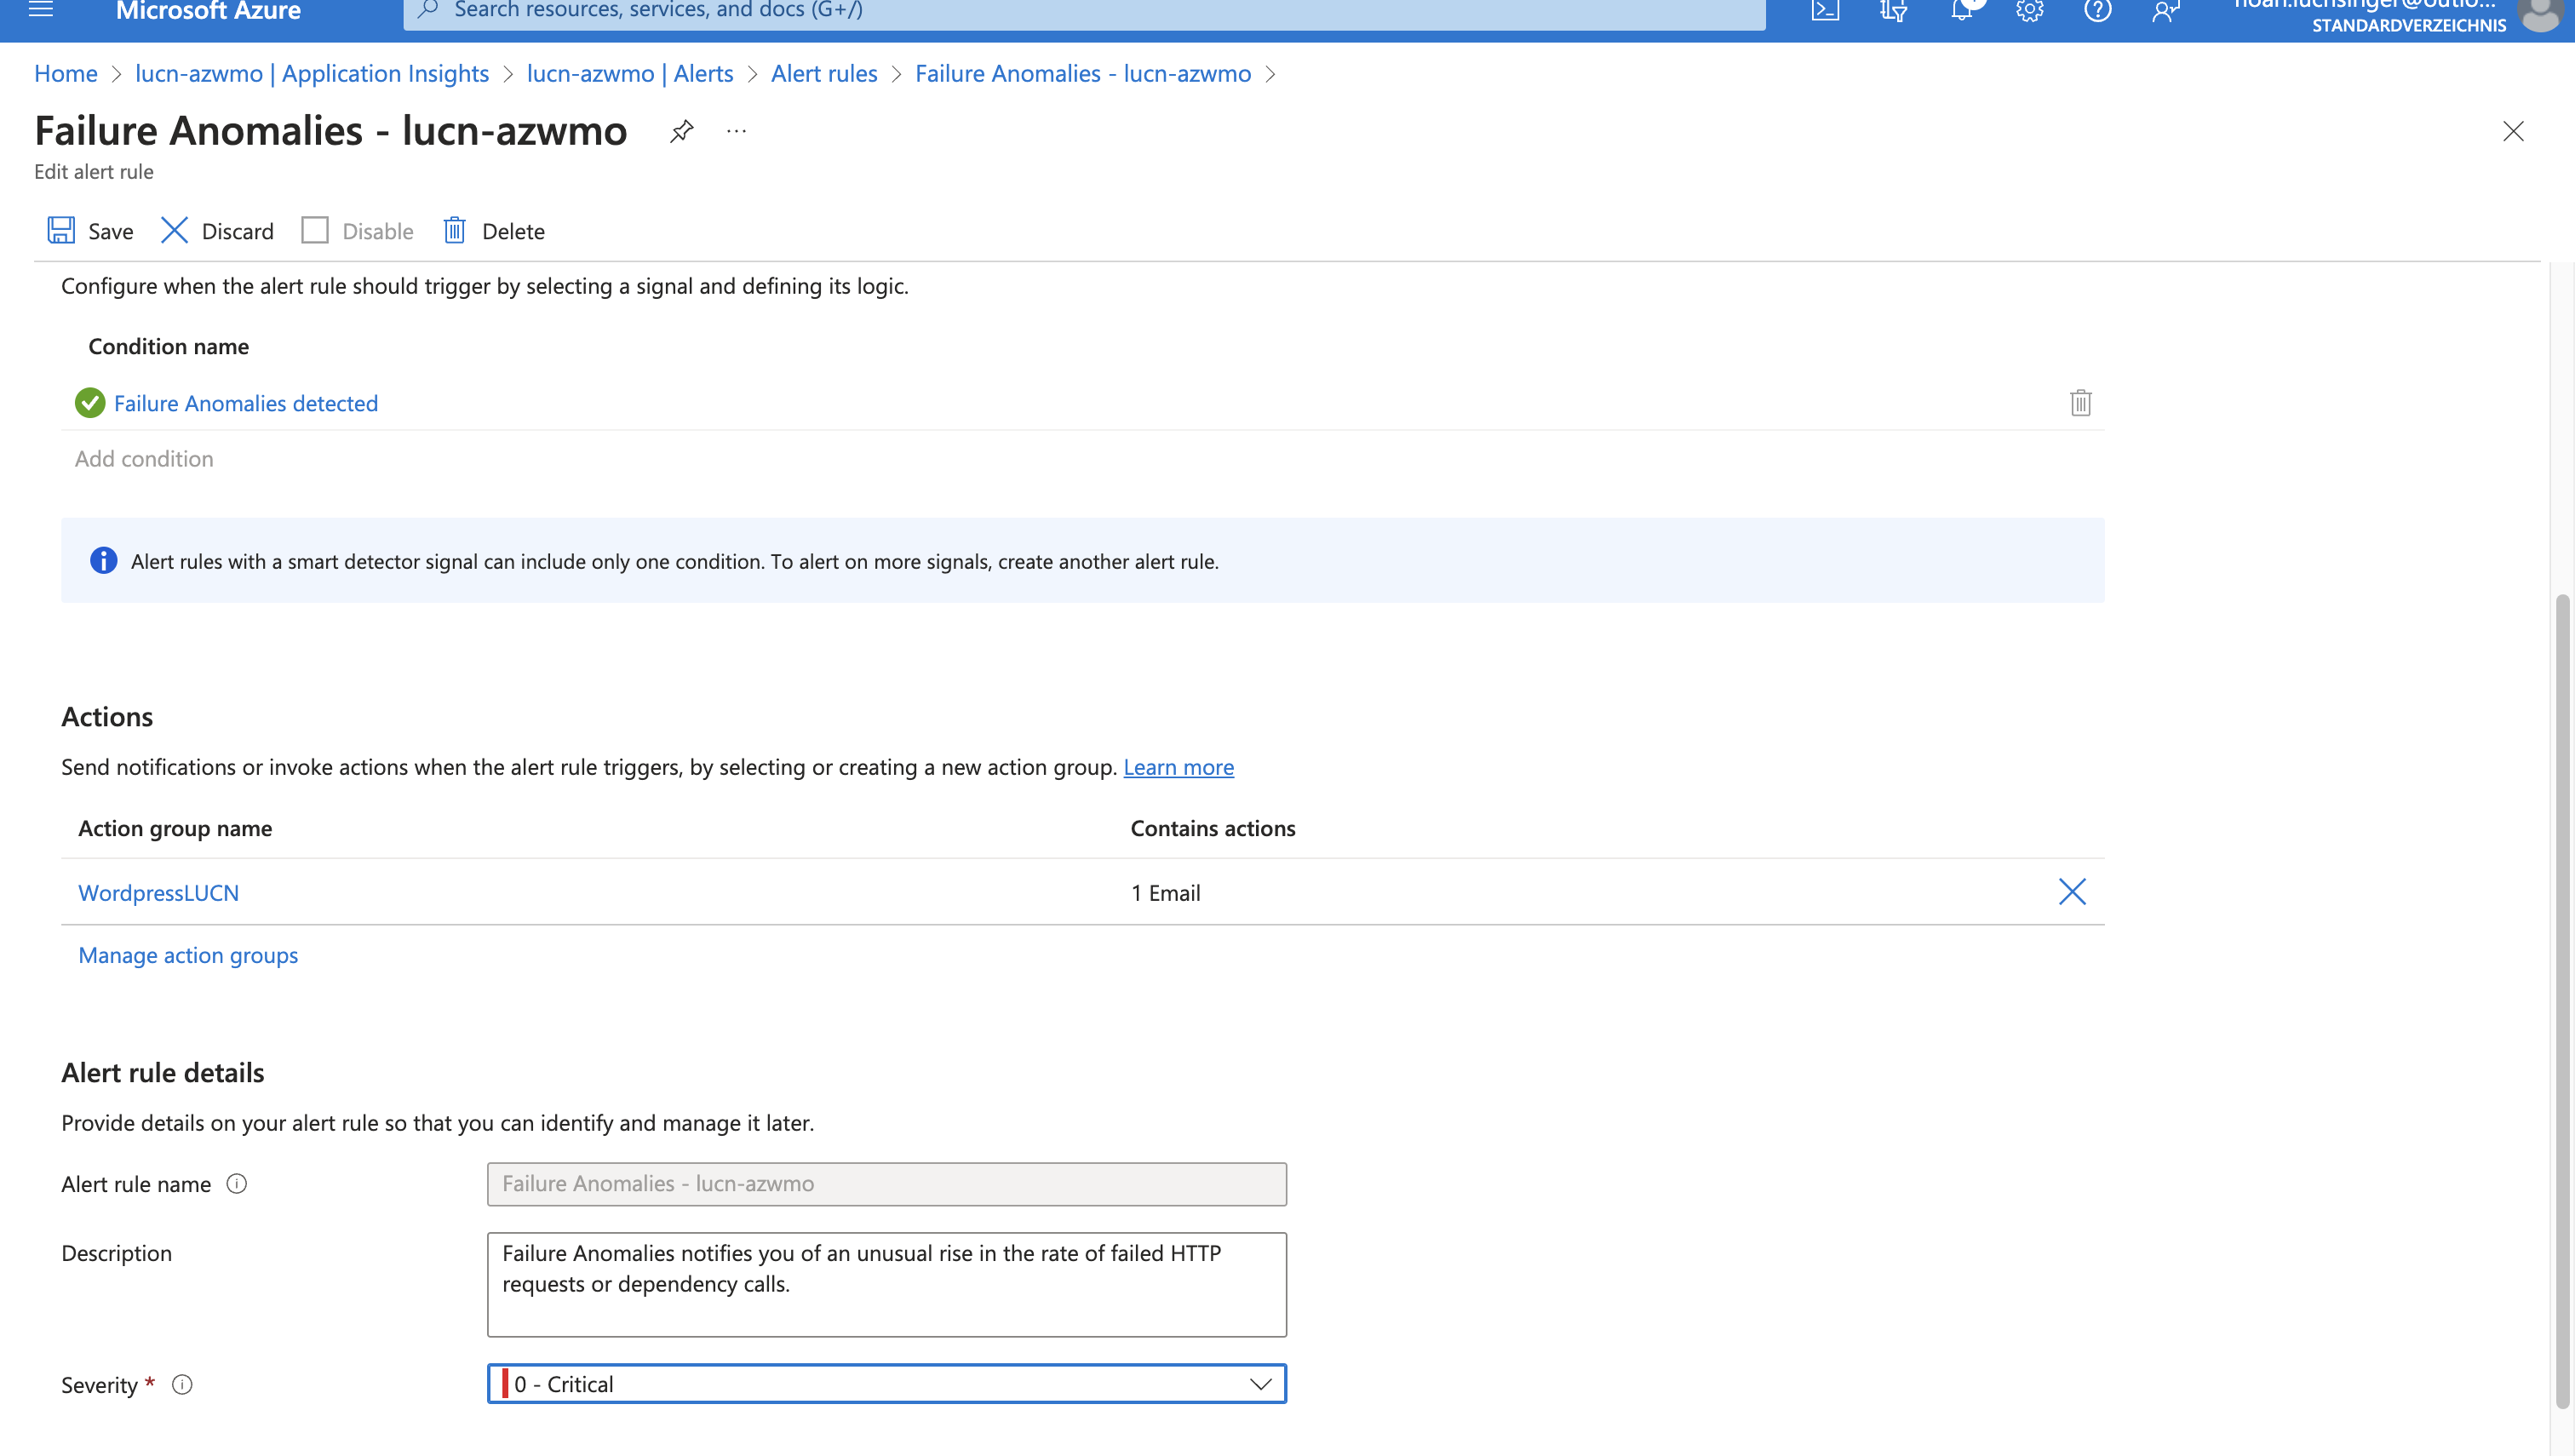 Microsoft Azure
Search resources, services, and docs (G+/)
STANDARDVERZEICHNIS
Home > lucn-azwmo | Application Insights > lucn-azwmo | Alerts > Alert rules > Failure Anomalies - lucn-azwmo >
Failure Anomalies - lucn-azwmo
Edit alert rule
Save Discard Disable Delete
Configure when the alert rule should trigger by selecting a signal and defining its logic.
Condition name
Failure Anomalies detected
Add condition
Alert rules with a smart detector signal can include only one condition. To alert on more signals, create another alert rule.
Actions
Send notifications or invoke actions when the alert rule triggers, by selecting or creating a new action group. Learn more
Action group name Contains actions
WordpressLUCN 1 Email
Manage action groups
Alert rule details
Provide details on your alert rule so that you can identify and manage it later.
Alert rule name Failure Anomalies - lucn-azwmo
Description Failure Anomalies notifies you of an unusual rise in the rate of failed HTTP
requests or dependency calls.
Severity * 0 - Critical